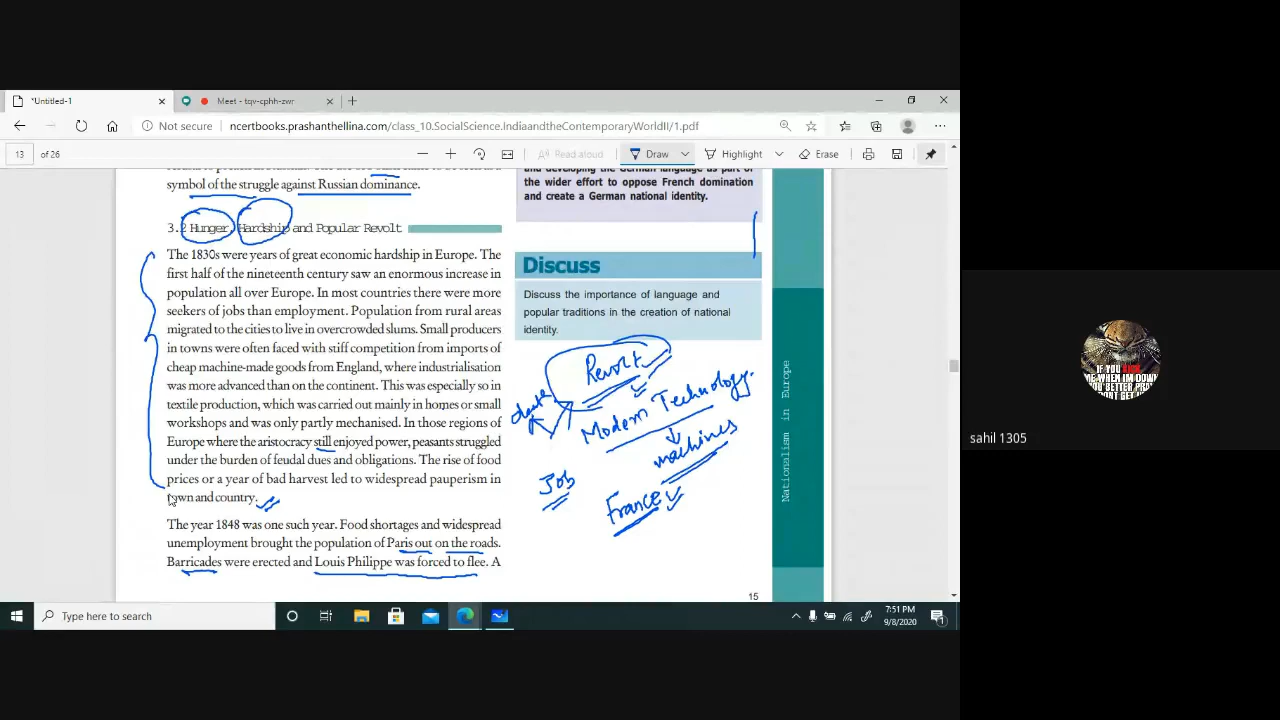 *Untitled-1
Meet - tqv-cphh-zwr
Not secure
ncertbooks.prashanthellina.com/class_10.SocialScience.IndiaandtheContemporaryWorldII/1.pdf
13 of 26
Read aloud
Draw
Highlight
Erase
symbol of the struggle against Russian dominance.
3.2 Hunger, Hardship and Popular Revolt
The 1830s were years of great economic hardship in Europe. The
first half of the nineteenth century saw an enormous increase in
population all over Europe. In most countries there were more
seekers of jobs than employment. Population from rural areas
migrated to the cities to live in overcrowded slums. Small producers
in towns were often faced with stiff competition from imports of
cheap machine-made goods from England, where industrialisation
was more advanced than on the continent. This was especially so in
textile production, which was carried out mainly in homes or small
workshops and was only partly mechanised. In those regions of
Europe where the aristocracy still enjoyed power, peasants struggled
under the burden of feudal dues and obligations. The rise of food
prices or a year of bad harvest led to widespread pauperism in
town and country.
The year 1848 was one such year. Food shortages and widespread
unemployment brought the population of Paris out on the roads.
Barricades were erected and Louis Philippe was forced to flee. A
and developing the German language as part of
the wider effort to oppose French domination
and create a German national identity.
Discuss
Discuss the importance of language and
popular traditions in the creation of national
identity.
Revolt
Modern Technology.
machines
Job
France
15
Nationalism in Europe
IF YOU
ME WHEN IM DOWN
YOU BETTER PRAY
sahil 1305
Type here to search
7:51 PM
9/8/2020
1